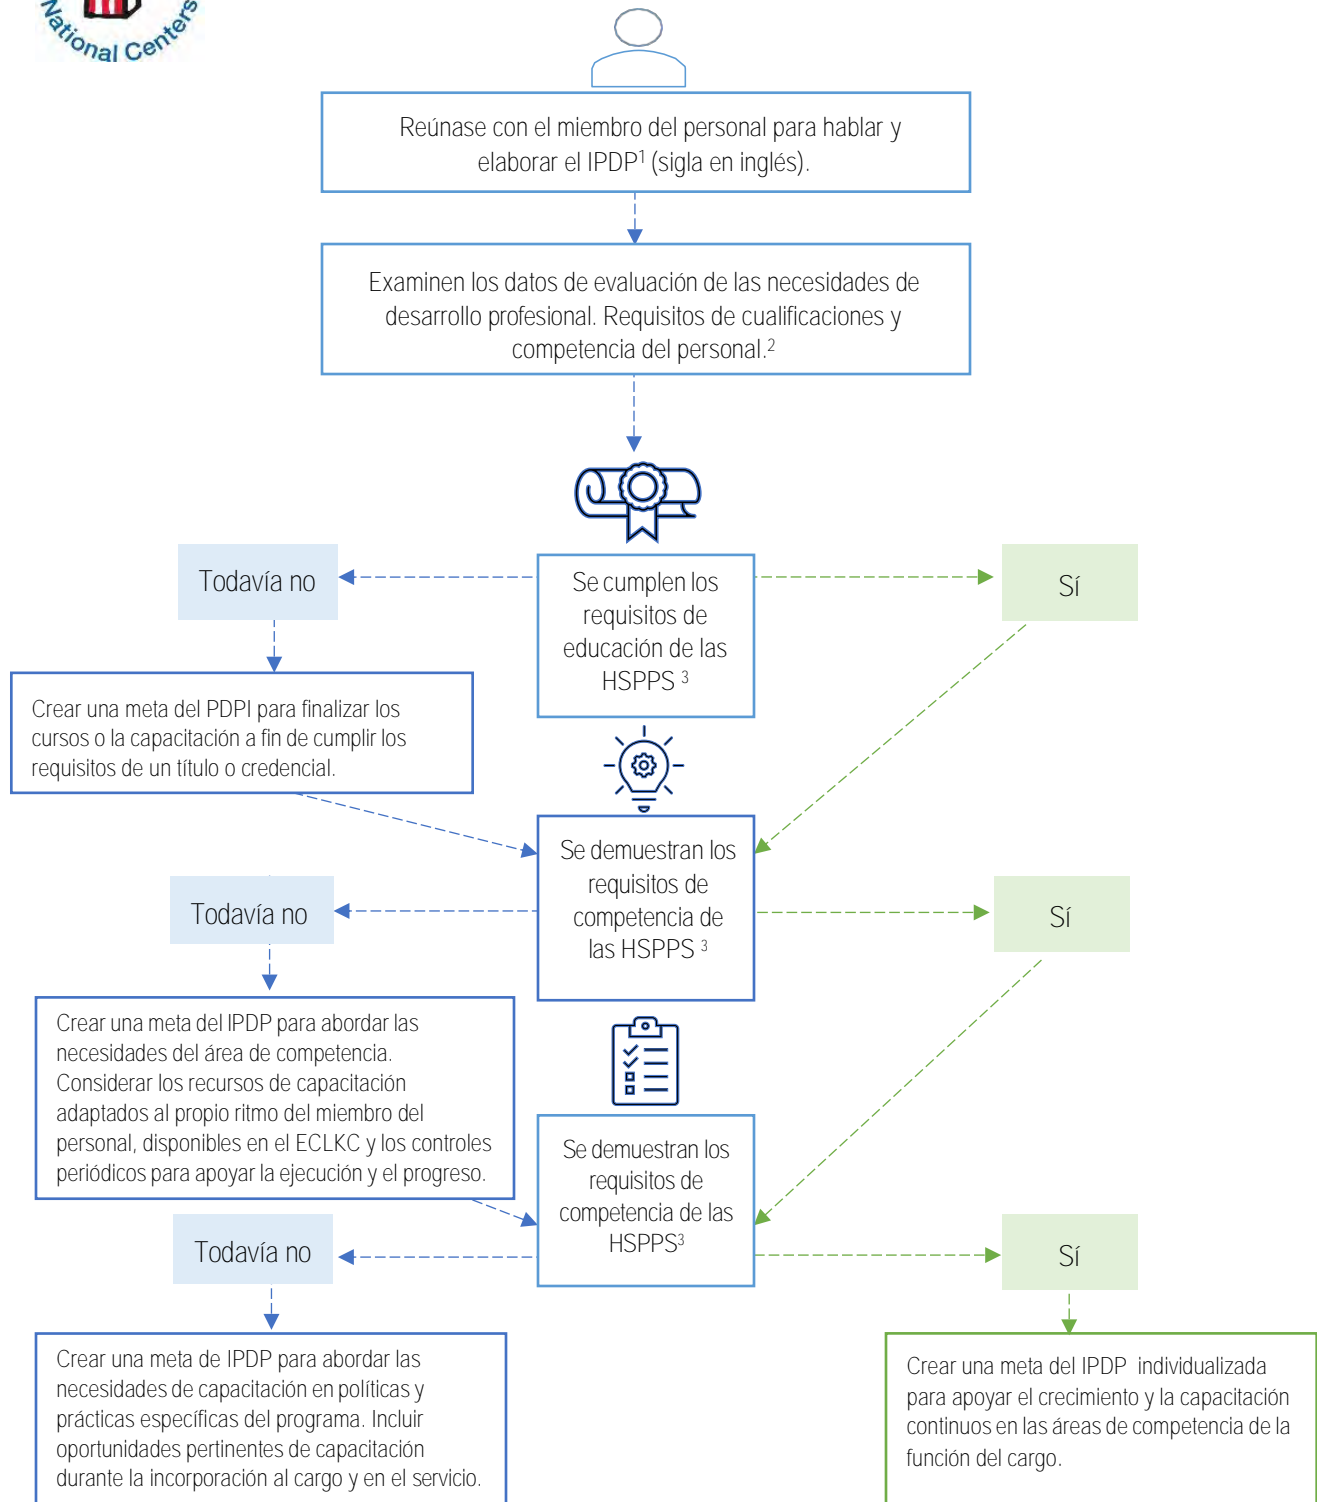 National Centers
Reúnase con el miembro del personal para hablar y
elaborar el IPDP¹ (sigla en inglés).
Examinen los datos de evaluación de las necesidades de
desarrollo profesional. Requisitos de cualificaciones y
competencia del personal.²
Todavía no
Se cumplen los
requisitos de
educación de las
HSPPS ³
Sí
Crear una meta del PDPI para finalizar los
cursos o la capacitación a fin de cumplir los
requisitos de un título o credencial.
Se demuestran los
requisitos de
competencia de
las HSPPS ³
Todavía no
Sí
Crear una meta del IPDP para abordar las
necesidades del área de competencia.
Considerar los recursos de capacitación
adaptados al propio ritmo del miembro del
personal, disponibles en el ECLKC y los controles
periódicos para apoyar la ejecución y el progreso.
Se demuestran los
requisitos de
competencia de las
HSPPS³
Todavía no
Sí
Crear una meta de IPDP para abordar las
necesidades de capacitación en políticas y
prácticas específicas del programa. Incluir
oportunidades pertinentes de capacitación
durante la incorporación al cargo y en el servicio.
Crear una meta del IPDP individualizada
para apoyar el crecimiento y la capacitación
continuos en las áreas de competencia de la
función del cargo.